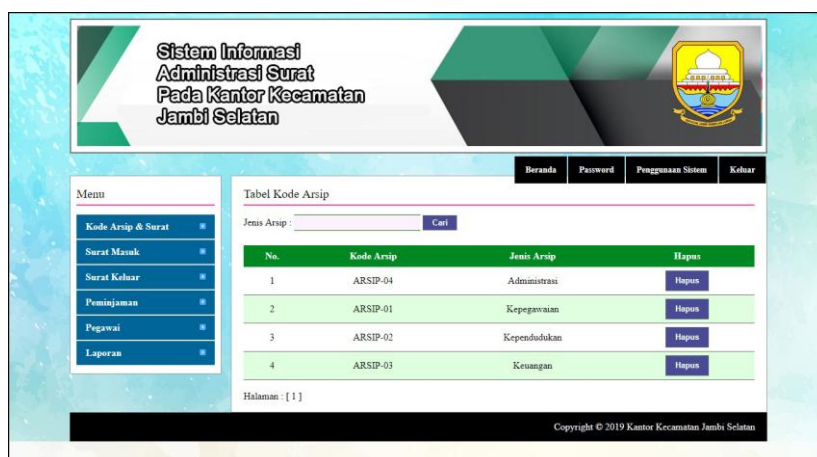 Sistem Informasi
Administrasi Surat
Pada Kantor Kecamatan
Jambi Selatan
Beranda Password Penggunaan Sistem Keluar
Menu
Kode Arsip & Surat
Surat Masuk
Surat Keluar
Peminjaman
Pegawai
Laporan
Tabel Kode Arsip
Jenis Arsip : Cari
No. Kode Arsip Jenis Arsip Hapus
1 ARSIP-04 Administrasi Hapus
2 ARSIP-01 Kepegawaian Hapus
3 ARSIP-02 Kependudukan Hapus
4 ARSIP-03 Keuangan Hapus
Halaman : [ 1 ]
Copyright © 2019 Kantor Kecamatan Jambi Selatan